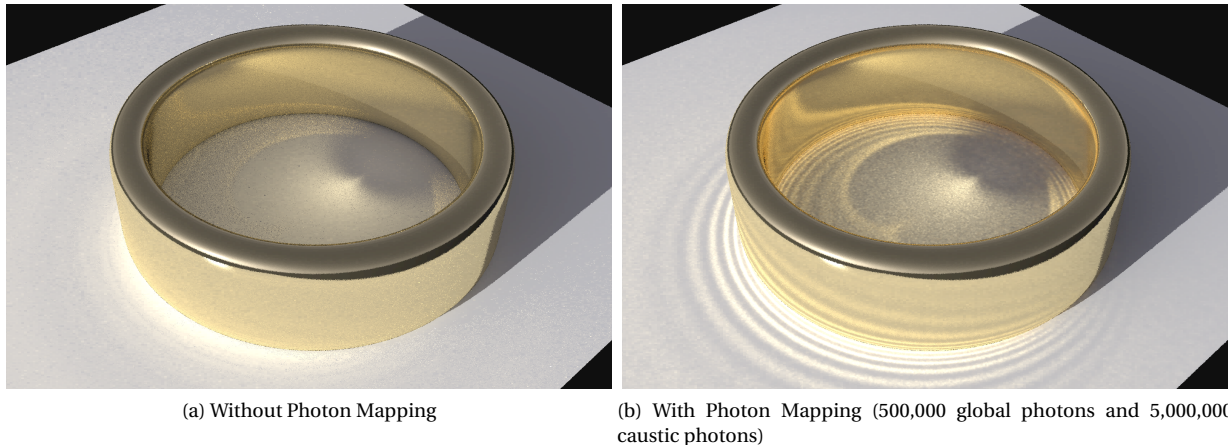 (a) Without Photon Mapping
(b) With Photon Mapping (500,000 global photons and 5,000,000
caustic photons)